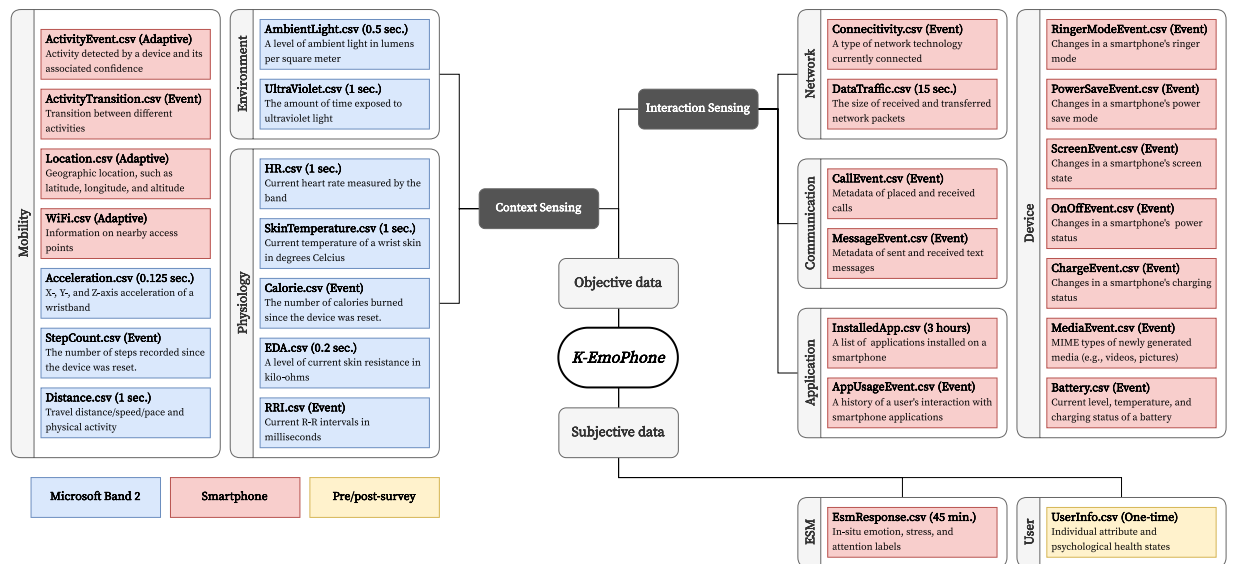 Mobility
ActivityEvent.csv (Adaptive)
Activity detected by a device and its
associated confidence
ActivityTransition.csv (Event)
Transition between different
activities
Location.csv (Adaptive)
Geographic location, such as
latitude, longitude, and altitude
WiFi.csv (Adaptive)
Information on nearby access
points
Acceleration.csv (0.125 sec.)
X-, Y-, and Z-axis acceleration of a
wristband
StepCount.csv (Event)
The number of steps recorded since
the device was reset.
Distance.csv (1 sec.)
Travel distance/speed/pace and
physical activity
Environment
AmbientLight.csv (0.5 sec.)
A level of ambient light in lumens
per square meter
UltraViolet.csv (1 sec.)
The amount of time exposed to
ultraviolet light
Physiology
HR.csv (1 sec.)
Current heart rate measured by the
band
SkinTemperature.csv (1 sec.)
Current temperature of a wrist skin
in degrees Celcius
Calorie.csv (Event)
The number of calories burned
since the device was reset.
EDA.csv (0.2 sec.)
A level of current skin resistance in
kilo-ohms
RRI.csv (Event)
Current R-R intervals in
milliseconds
Context Sensing
Interaction Sensing
Objective data
K-EmoPhone
Subjective data
Network
Connecitivity.csv (Event)
A type of network technology
currently connected
DataTraffic.csv (15 sec.)
The size of received and transferred
network packets
Communication
CallEvent.csv (Event)
Metadata of placed and received
calls
MessageEvent.csv (Event)
Metadata of sent and received text
messages
Application
InstalledApp.csv (3 hours)
A list of applications installed on a
smartphone
AppUsageEvent.csv (Event)
A history of a user's interaction with
smartphone applications
Device
RingerModeEvent.csv (Event)
Changes in a smartphone's ringer
mode
PowerSaveEvent.csv (Event)
Changes in a smartphone's power
save mode
ScreenEvent.csv (Event)
Changes in a smartphone's screen
state
OnOffEvent.csv (Event)
Changes in a smartphone's power
status
ChargeEvent.csv (Event)
Changes in a smartphone's charging
status
MediaEvent.csv (Event)
MIME types of newly generated
media (e.g., videos, pictures)
Battery.csv (Event)
Current level, temperature, and
charging status of a battery
Microsoft Band 2
Smartphone
Pre/post-survey
ESM
EsmResponse.csv (45 min.)
In-situ emotion, stress, and
attention labels
User
UserInfo.csv (One-time)
Individual attribute and
psychological health states